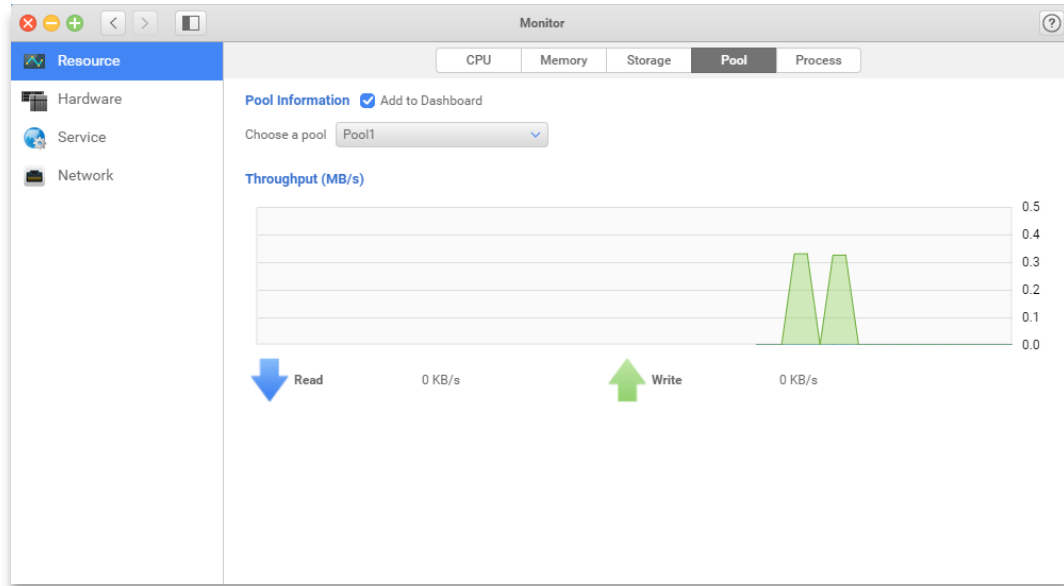 Monitor
?
Resource
Hardware
Service
Network
CPU Memory Storage Pool Process
Pool Information Add to Dashboard
Choose a pool Pool1
Throughput (MB/s)
0.5
0.4
0.3
0.2
0.1
0.0
Read 0 KB/s Write 0 KB/s